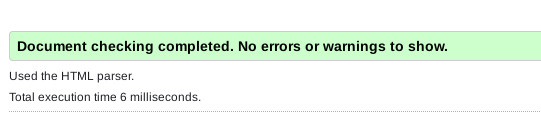 Document checking completed. No errors or warnings to show.
Used the HTML parser.
Total execution time 6 milliseconds.